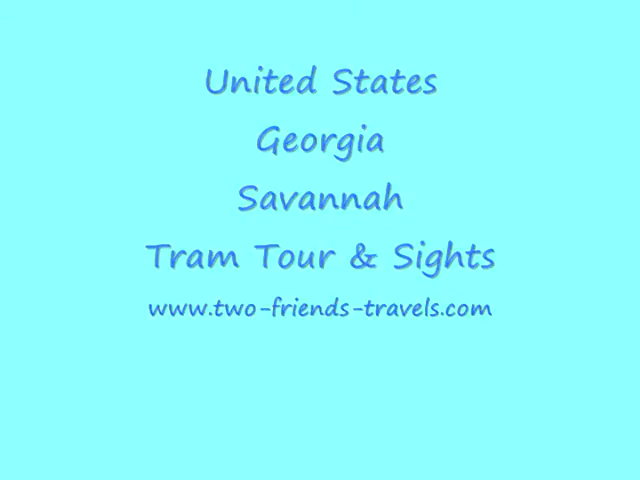 United States
Georgia
Savannah
Tram Tour & Sights
www.two-friends-travels.com